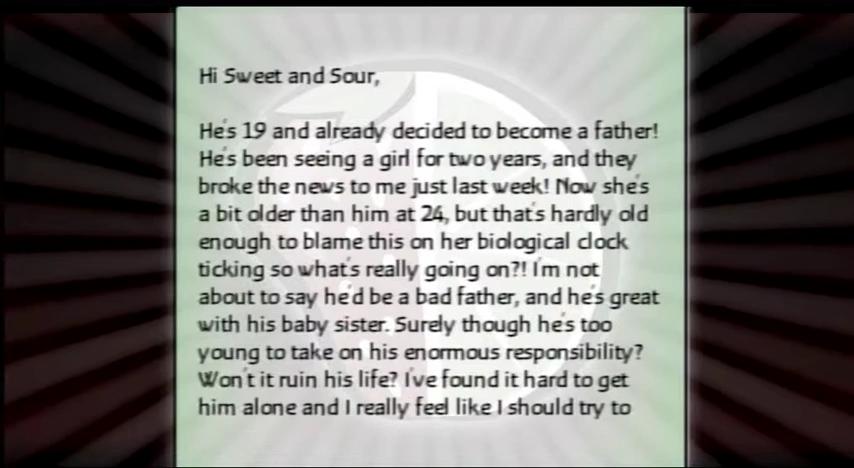 Hi Sweet and Sour,
He's 19 and already decided to become a father!
He's been seeing a girl for two years, and they
broke the news to me just last week! Now she's
a bit older than him at 24, but that's hardly old
enough to blame this on her biological clock
ticking so what's really going on?! I'm not
about to say he'd be a bad father, and he's great
with his baby sister. Surely though he's too
young to take on his enormous responsibility?
Won't it ruin his life? I've found it hard to get
him alone and I really feel like I should try to